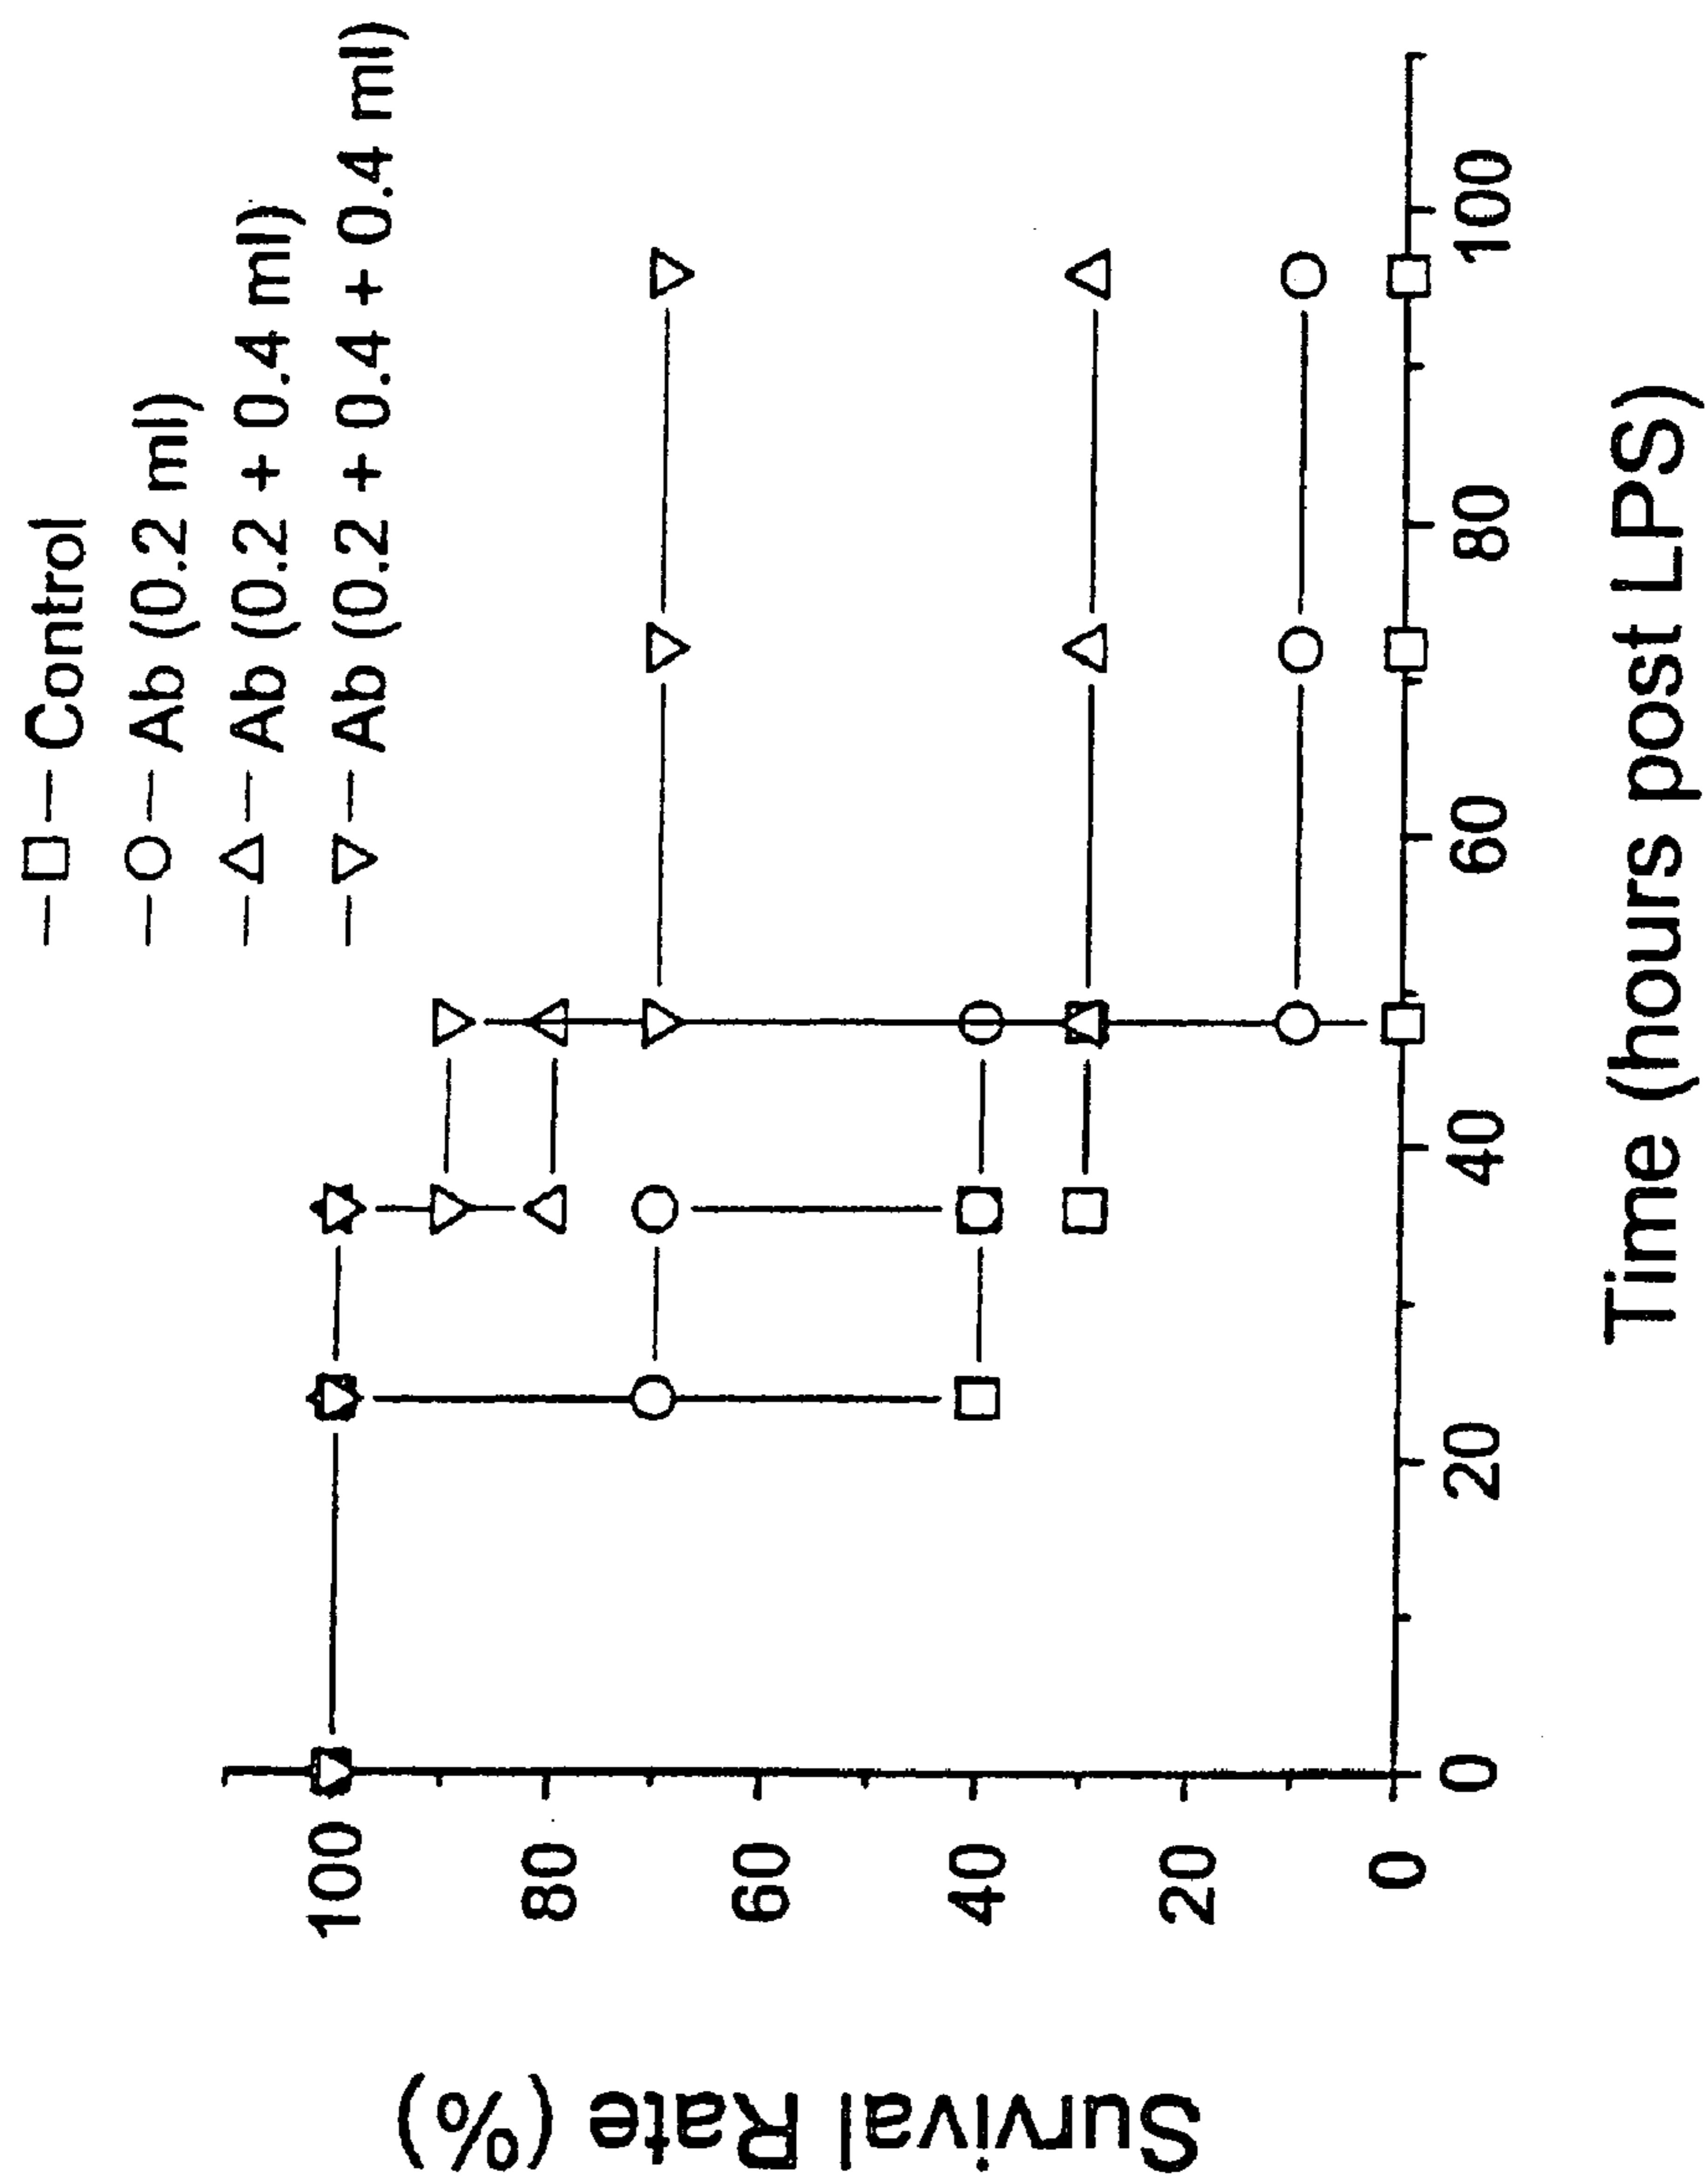 Control
Ab (0.2 ml)
Ab (0.2 + 0.4 ml)
Ab (0.2 + 0.4 + 0.4 ml)
Survival Rate (%)
100
80
60
40
20
0
0
20
40
60
80
100
Time (hours post LPS)